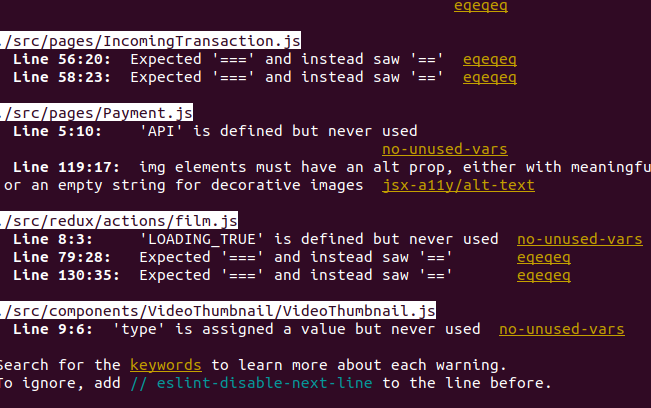 eqeqeq
./src/pages/IncomingTransaction.js
Line 56:20: Expected '===' and instead saw '==' eqeqeq
Line 58:23: Expected '===' and instead saw '==' eqeqeq
./src/pages/Payment.js
Line 5:10: 'API' is defined but never used
no-unused-vars
Line 119:17: img elements must have an alt prop, either with meaningfu
or an empty string for decorative images jsx-a11y/alt-text
./src/redux/actions/film.js
Line 8:3: 'LOADING_TRUE' is defined but never used no-unused-vars
Line 79:28: Expected '===' and instead saw '==' eqeqeq
Line 130:35: Expected '===' and instead saw '==' eqeqeq
./src/components/VideoThumbnail/VideoThumbnail.js
Line 9:6: 'type' is assigned a value but never used no-unused-vars
Search for the keywords to learn more about each warning.
To ignore, add // eslint-disable-next-line to the line before.